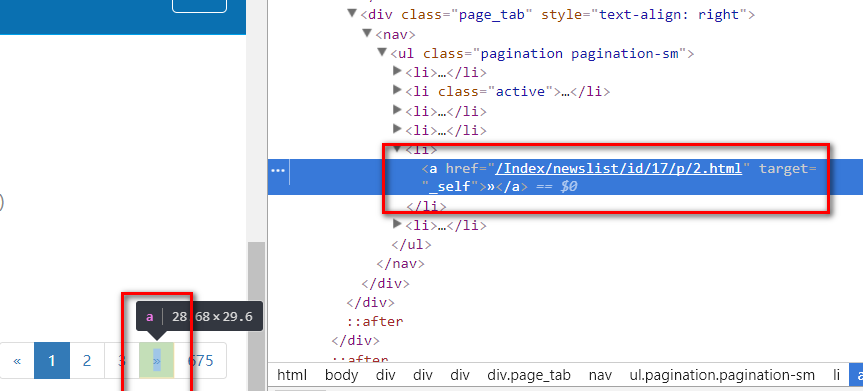 <div class="page_tab" style="text-align: right">
<nav>
<ul class="pagination pagination-sm">
<li>…</li>
<li class="active">…</li>
<li>…</li>
<li>…</li>
<li>
<a href="/Index/newslist/id/17/p/2.html" target=
"_self">»</a> == $0
</li>
<li>…</li>
</ul>
</nav>
</div>
</div>
::after
</div>
::after
)
a 28.68×29.6
« 1 2 3 » 675
html body div div div div.page_tab nav ul.pagination.pagination-sm li a